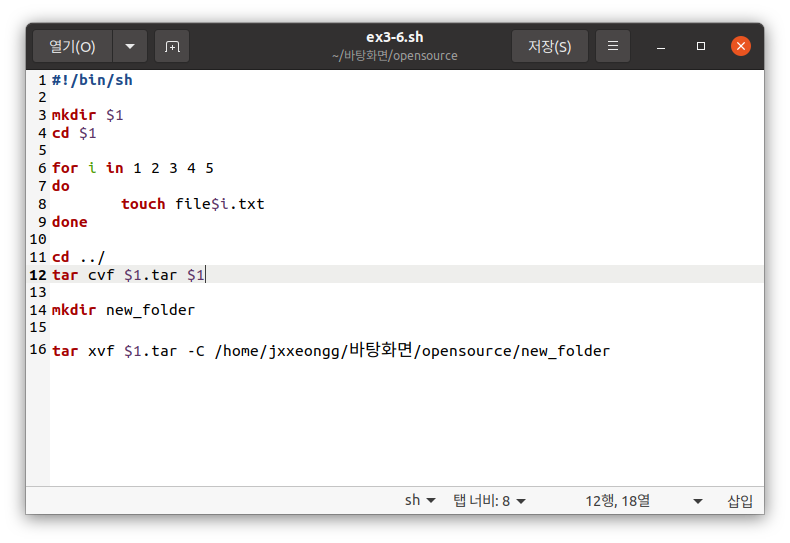 열기(O)
ex3-6.sh
~/바탕화면/opensource
저장(S)
1 #!/bin/sh
2
3 mkdir $1
4 cd $1
5
6 for i in 1 2 3 4 5
7 do
8 touch file$i.txt
9 done
10
11 cd ../
12 tar cvf $1.tar $1
13
14 mkdir new_folder
15
16 tar xvf $1.tar -C /home/jxxeongg/바탕화면/opensource/new_folder
sh 탭 너비: 8 12행, 18열 삽입